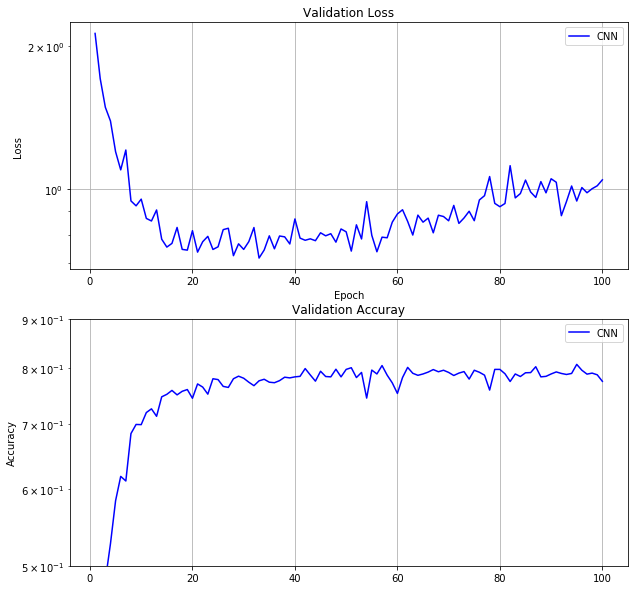 Validation Loss
CNN
2 × 10⁰
10⁰
Loss
0 20 40 60 80 100
Epoch
Validation Accuray
CNN
9 × 10⁻¹
8 × 10⁻¹
7 × 10⁻¹
6 × 10⁻¹
5 × 10⁻¹
Accuracy
0 20 40 60 80 100